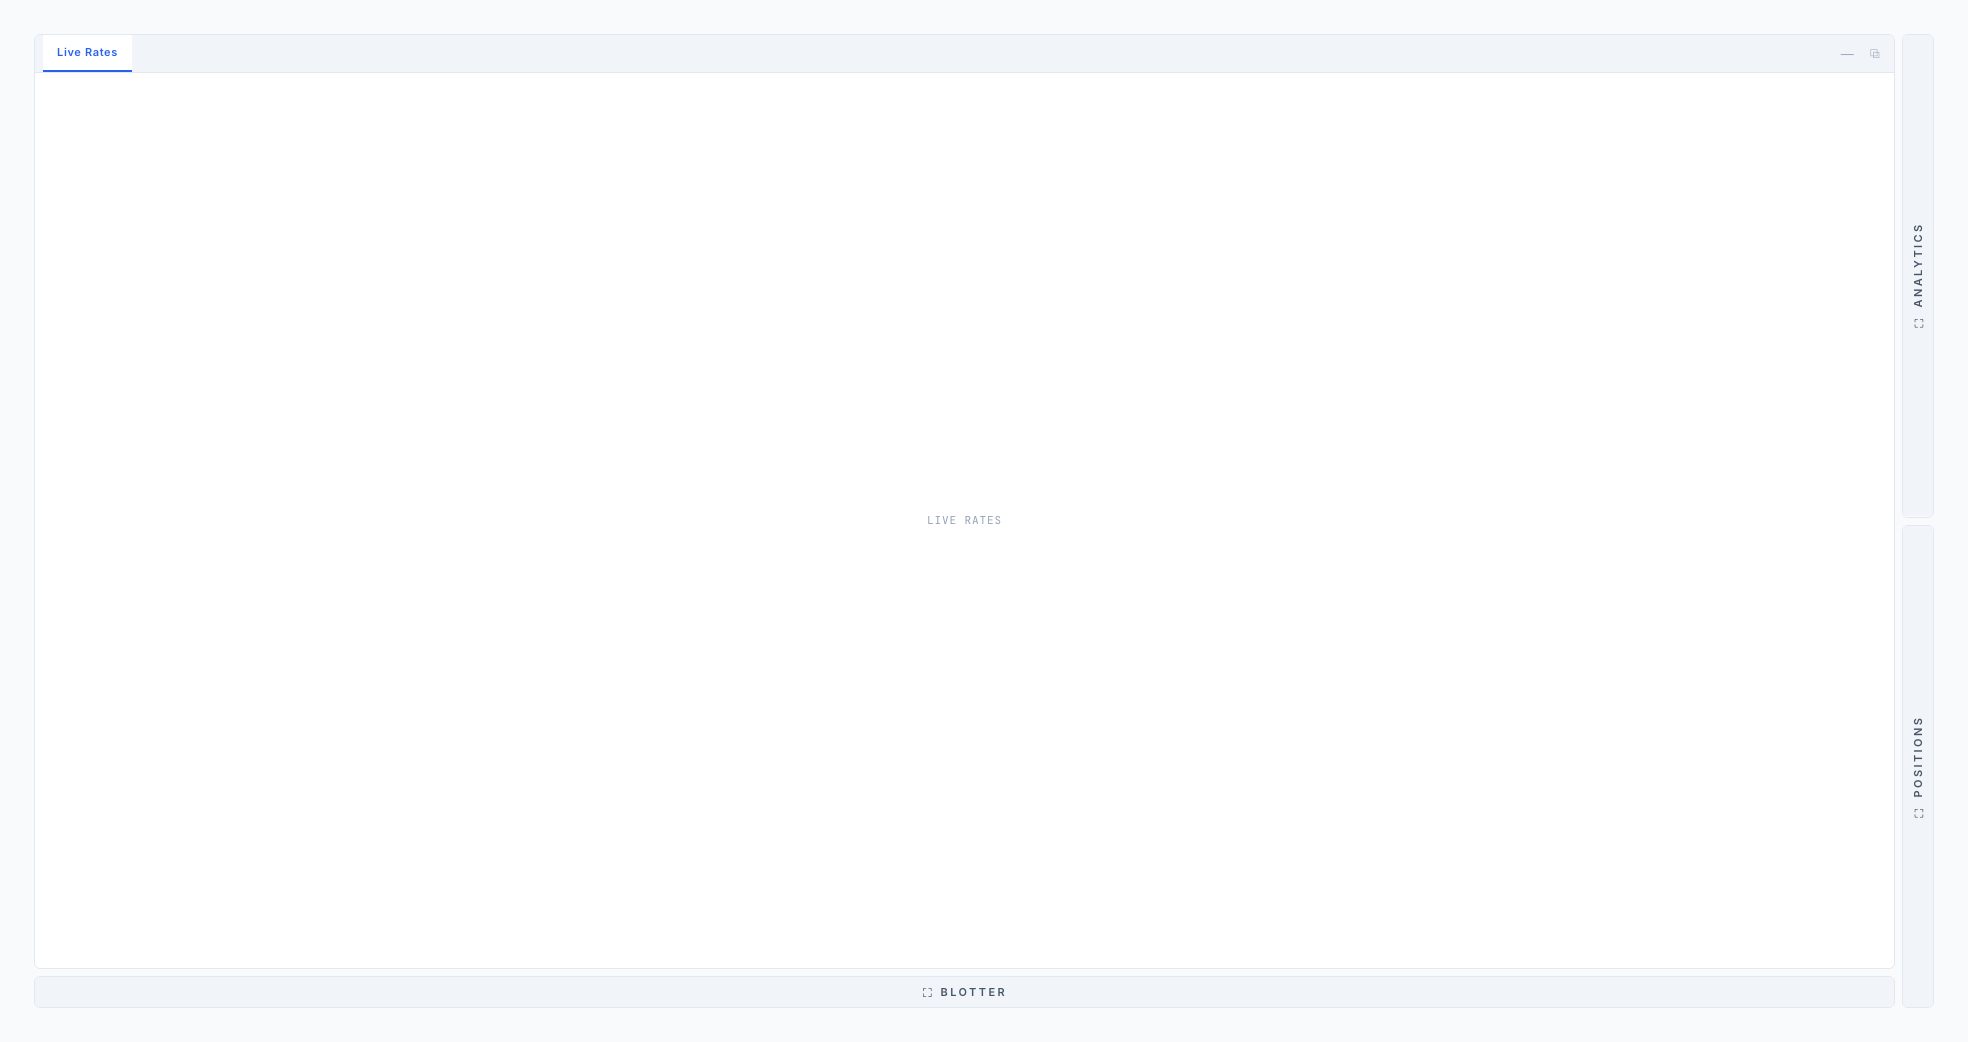 Live Rates
ANALYTICS
LIVE RATES
POSITIONS
BLOTTER